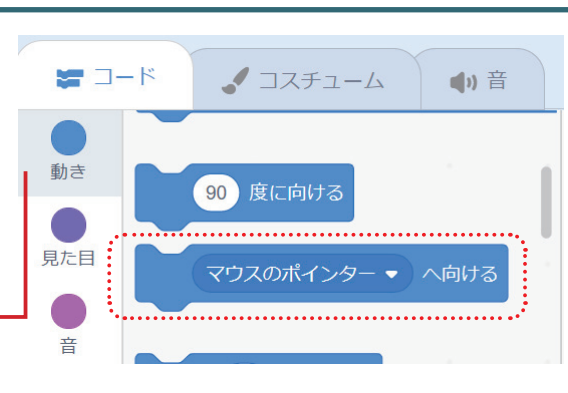 コード
コスチューム
音
動き
見た目
音
90 度に向ける
マウスのポインター へ向ける